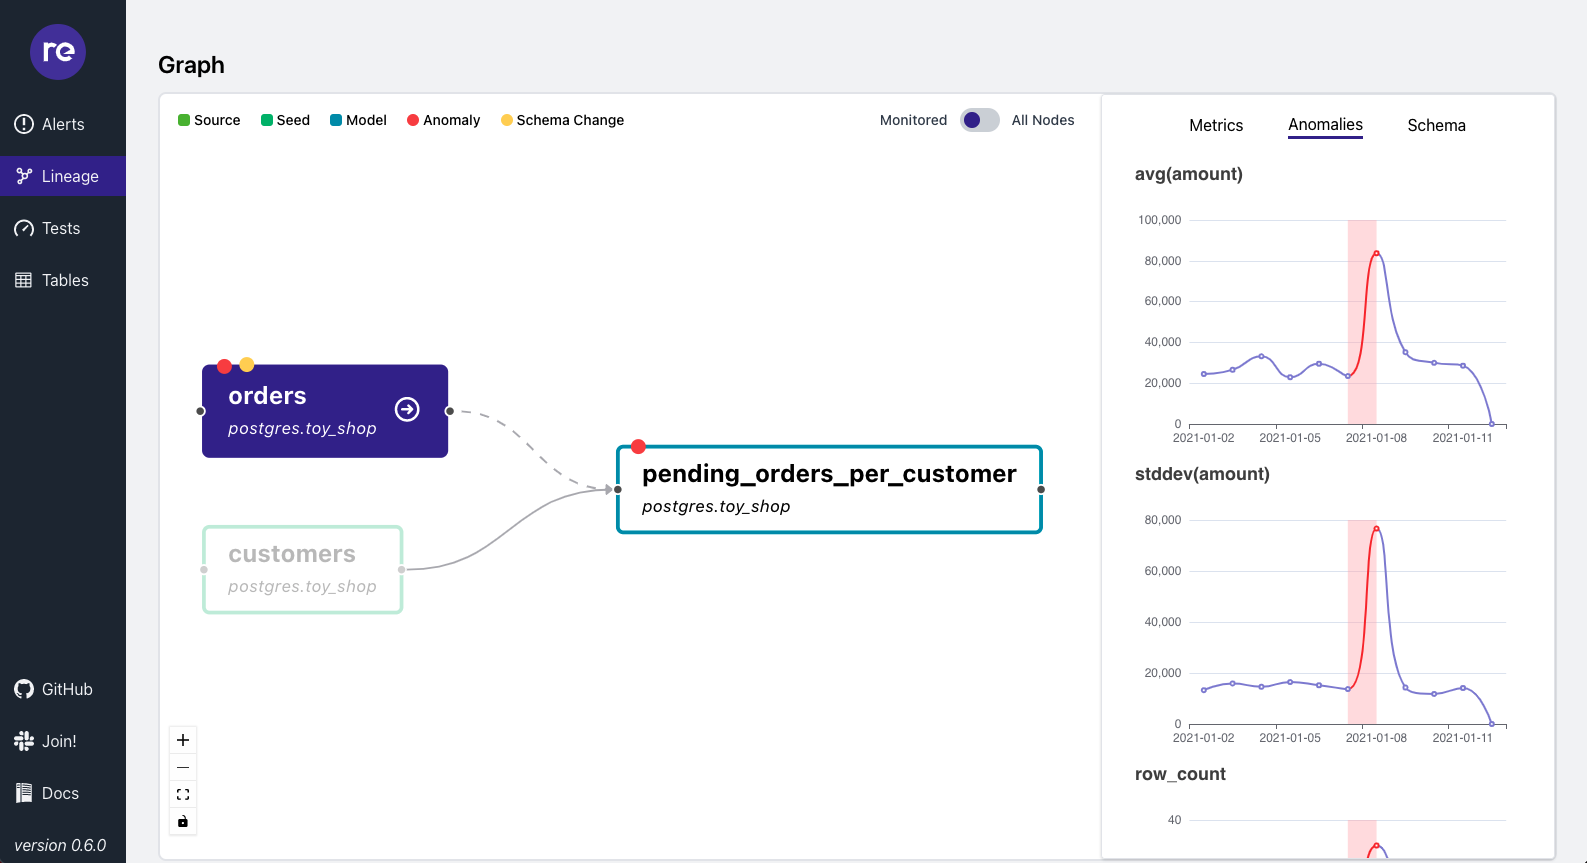 re
Alerts
Lineage
Tests
Tables
GitHub
Join!
Docs
version 0.6.0
Graph
Source Seed Model Anomaly Schema Change
Monitored All Nodes
orders
postgres.toy_shop
customers
postgres.toy_shop
pending_orders_per_customer
postgres.toy_shop
Metrics Anomalies Schema
avg(amount)
100,000
80,000
60,000
40,000
20,000
0
2021-01-02 2021-01-05 2021-01-08 2021-01-11
stddev(amount)
80,000
60,000
40,000
20,000
0
2021-01-02 2021-01-05 2021-01-08 2021-01-11
row_count
40